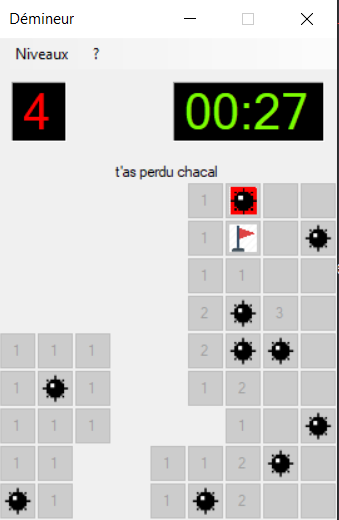 Démineur
Niveaux ?
4 00:27
t'as perdu chacal
1
1
1 1
2 3
1 1 1 2
1 1 1 2
1 1 1 1
1 1 1 1 2
1 1 2